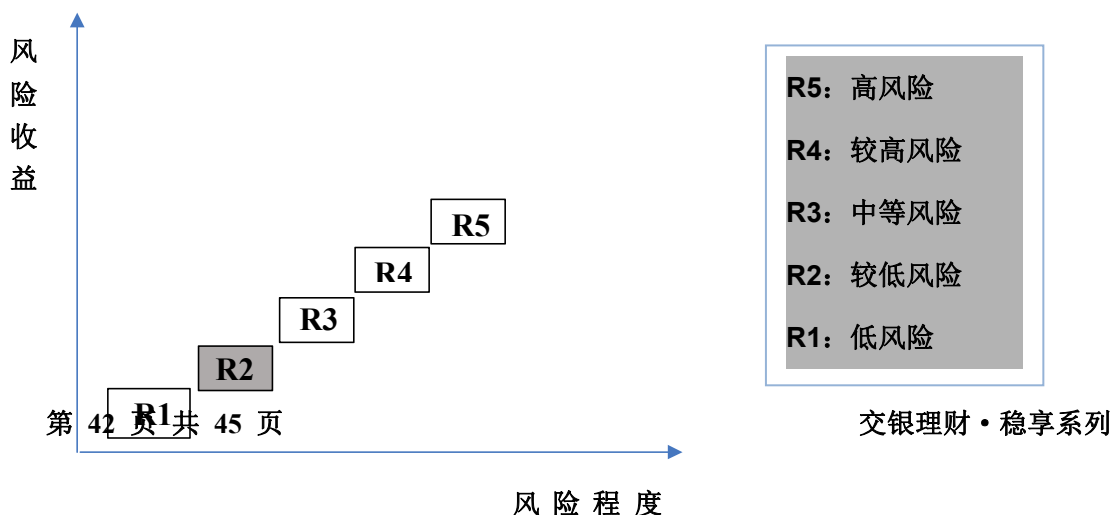 风
险
收
益
R5：高风险
R4：较高风险
R3：中等风险
R2：较低风险
R1：低风险
R5
R4
R3
R2
R1
第 42 页 共 45 页
交银理财·稳享系列
风 险 程 度